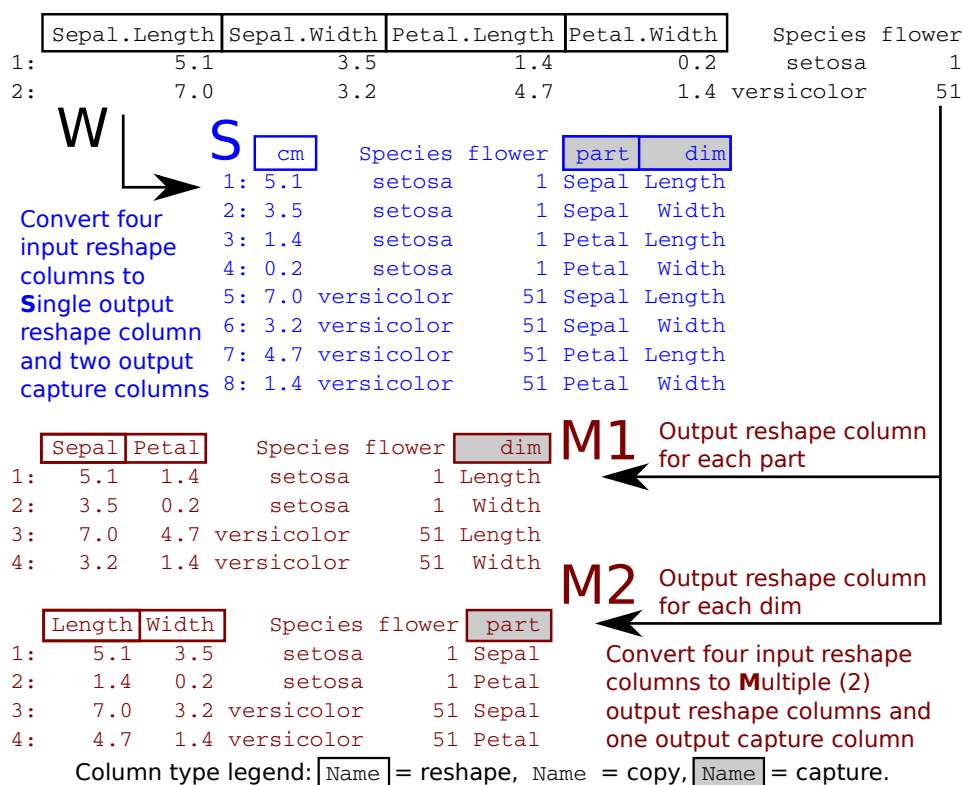 Sepal.Length Sepal.Width Petal.Length Petal.Width Species flower
1: 5.1 3.5 1.4 0.2 setosa 1
2: 7.0 3.2 4.7 1.4 versicolor 51
W
S
cm Species flower part dim
1: 5.1 setosa 1 Sepal Length
2: 3.5 setosa 1 Sepal Width
3: 1.4 setosa 1 Petal Length
4: 0.2 setosa 1 Petal Width
5: 7.0 versicolor 51 Sepal Length
6: 3.2 versicolor 51 Sepal Width
7: 4.7 versicolor 51 Petal Length
8: 1.4 versicolor 51 Petal Width
Convert four
input reshape
columns to
Single output
reshape column
and two output
capture columns
M1
Output reshape column
for each part
Sepal Petal Species flower dim
1: 5.1 1.4 setosa 1 Length
2: 3.5 0.2 setosa 1 Width
3: 7.0 4.7 versicolor 51 Length
4: 3.2 1.4 versicolor 51 Width
M2
Output reshape column
for each dim
Length Width Species flower part
1: 5.1 3.5 setosa 1 Sepal
2: 1.4 0.2 setosa 1 Petal
3: 7.0 3.2 versicolor 51 Sepal
4: 4.7 1.4 versicolor 51 Petal
Convert four input reshape
columns to Multiple (2)
output reshape columns and
one output capture column
Column type legend: Name = reshape, Name = copy, Name = capture.